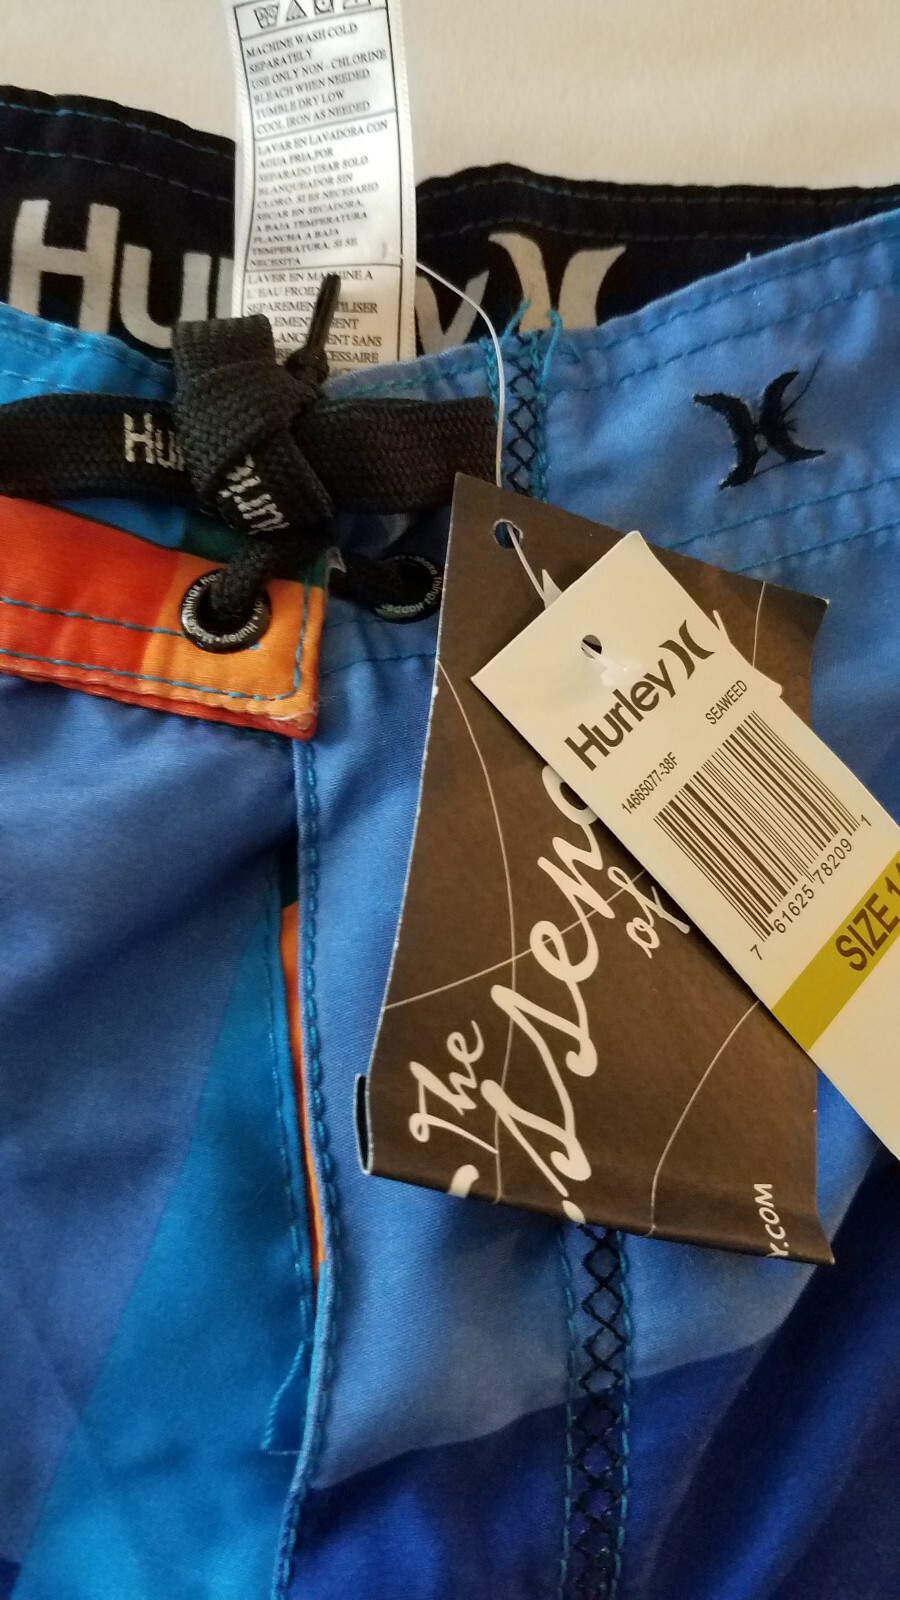 MACHINE WASH COLD
SEPARATELY
USE ONLY NON - CHLORINE
BLEACH WHEN NEEDED
TUMBLE DRY LOW
COOL IRON AS NEEDED
LAVAR EN LAVADORA CON
AGUA FRIA,POR
SEPARADO USAR SOLO
BLANQUEADOR SIN
CLORO, SI ES NECESARIO
SECAR EN SECADORA,
A BAJA TEMPERATURA
PLANCHA A BAJA
TEMPERATURA, SI SE
NECESITA
LAVER EN MACHINE A
L'EAU FROIDE
Hurley
The
of
Hurley
SEAWEED
14665077-38F
7 61625 78209 1
SIZE